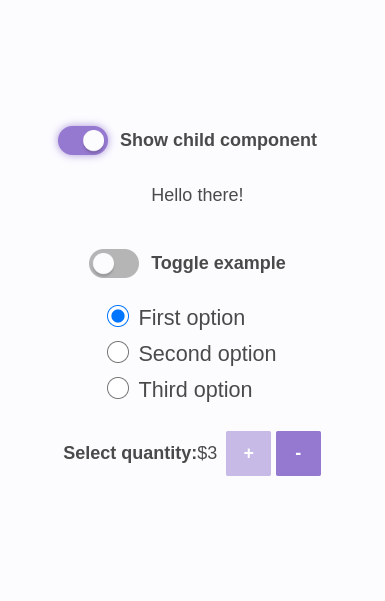 Show child component
Hello there!
Toggle example
First option
Second option
Third option
Select quantity:$3 + -